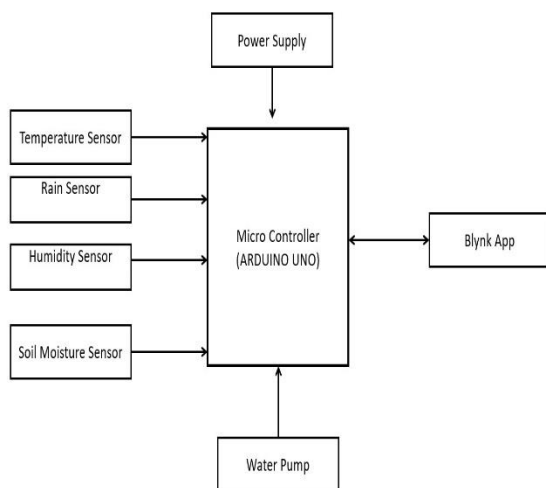 Power Supply
Temperature Sensor
Rain Sensor
Humidity Sensor
Soil Moisture Sensor
Micro Controller
(ARDUINO UNO)
Blynk App
Water Pump